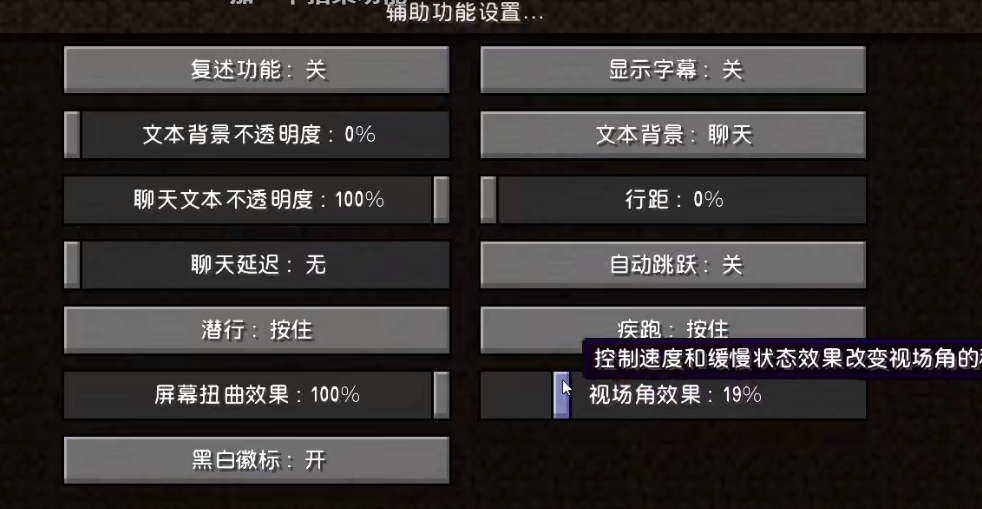 辅助功能设置...
复述功能：关
显示字幕：关
文本背景不透明度：0%
文本背景：聊天
聊天文本不透明度：100%
行距：0%
聊天延迟：无
自动跳跃：关
潜行：按住
疾跑：按住
控制速度和缓慢状态效果改变视场角的
屏幕扭曲效果：100%
视场角效果：19%
黑白徽标：开